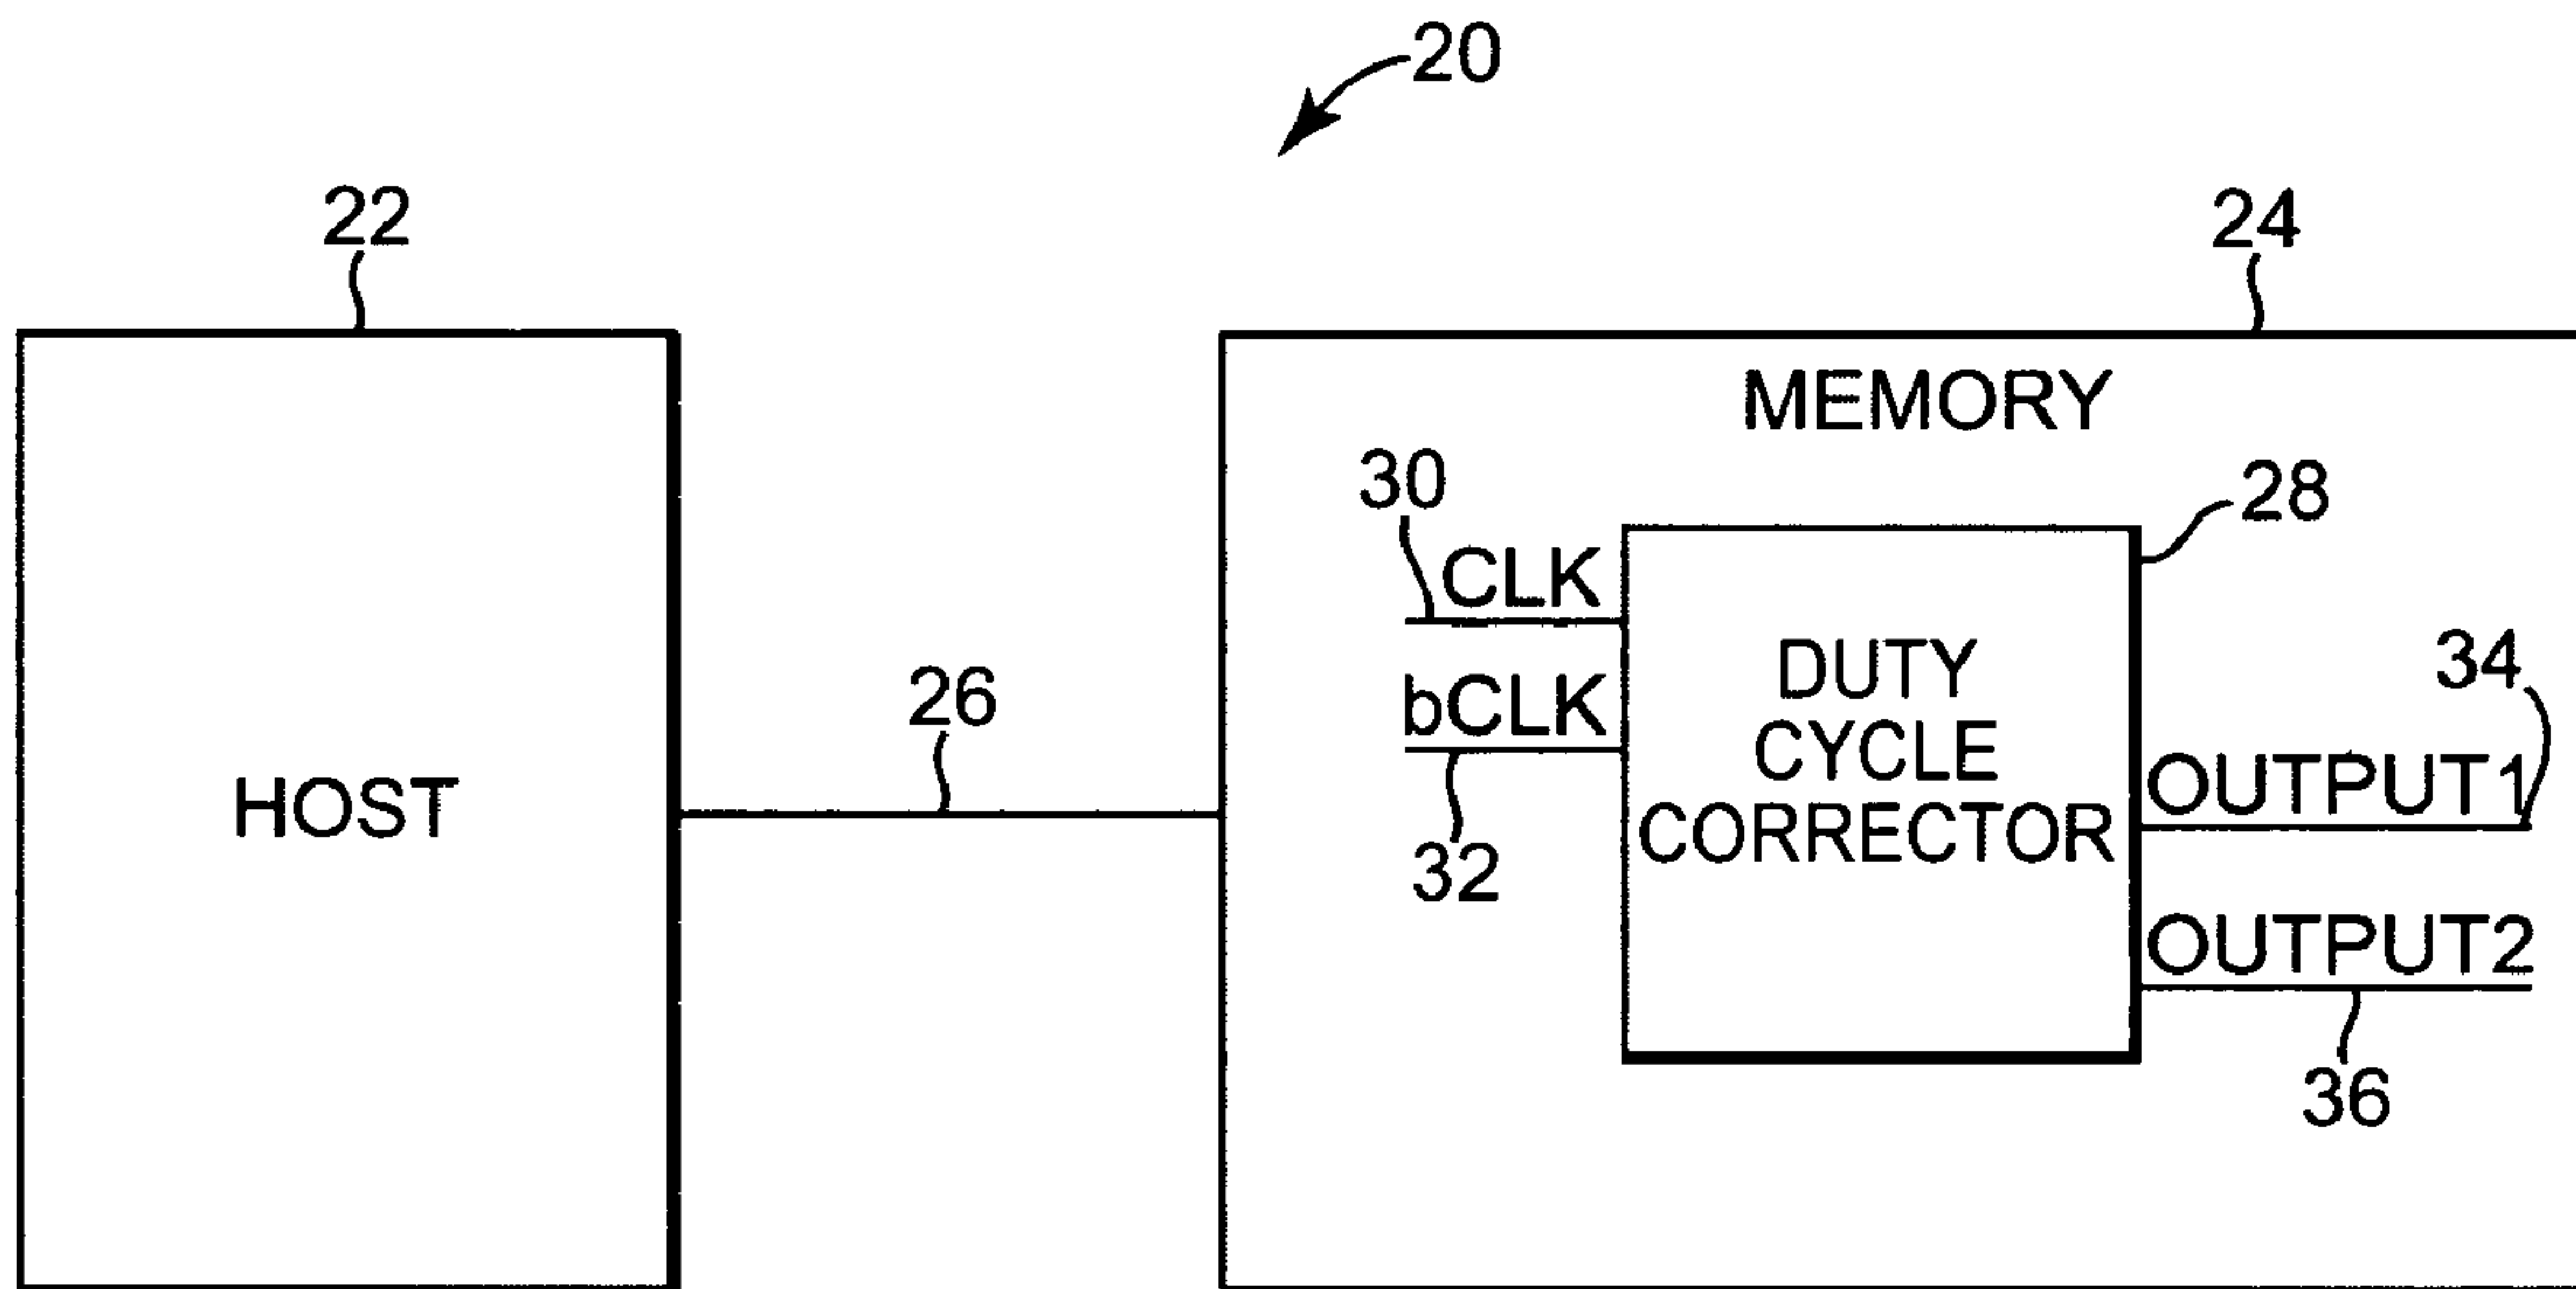 20
22
24
MEMORY
30
28
CLK
bCLK
32
DUTY
CYCLE
CORRECTOR
34
26
HOST
OUTPUT1
OUTPUT2
36